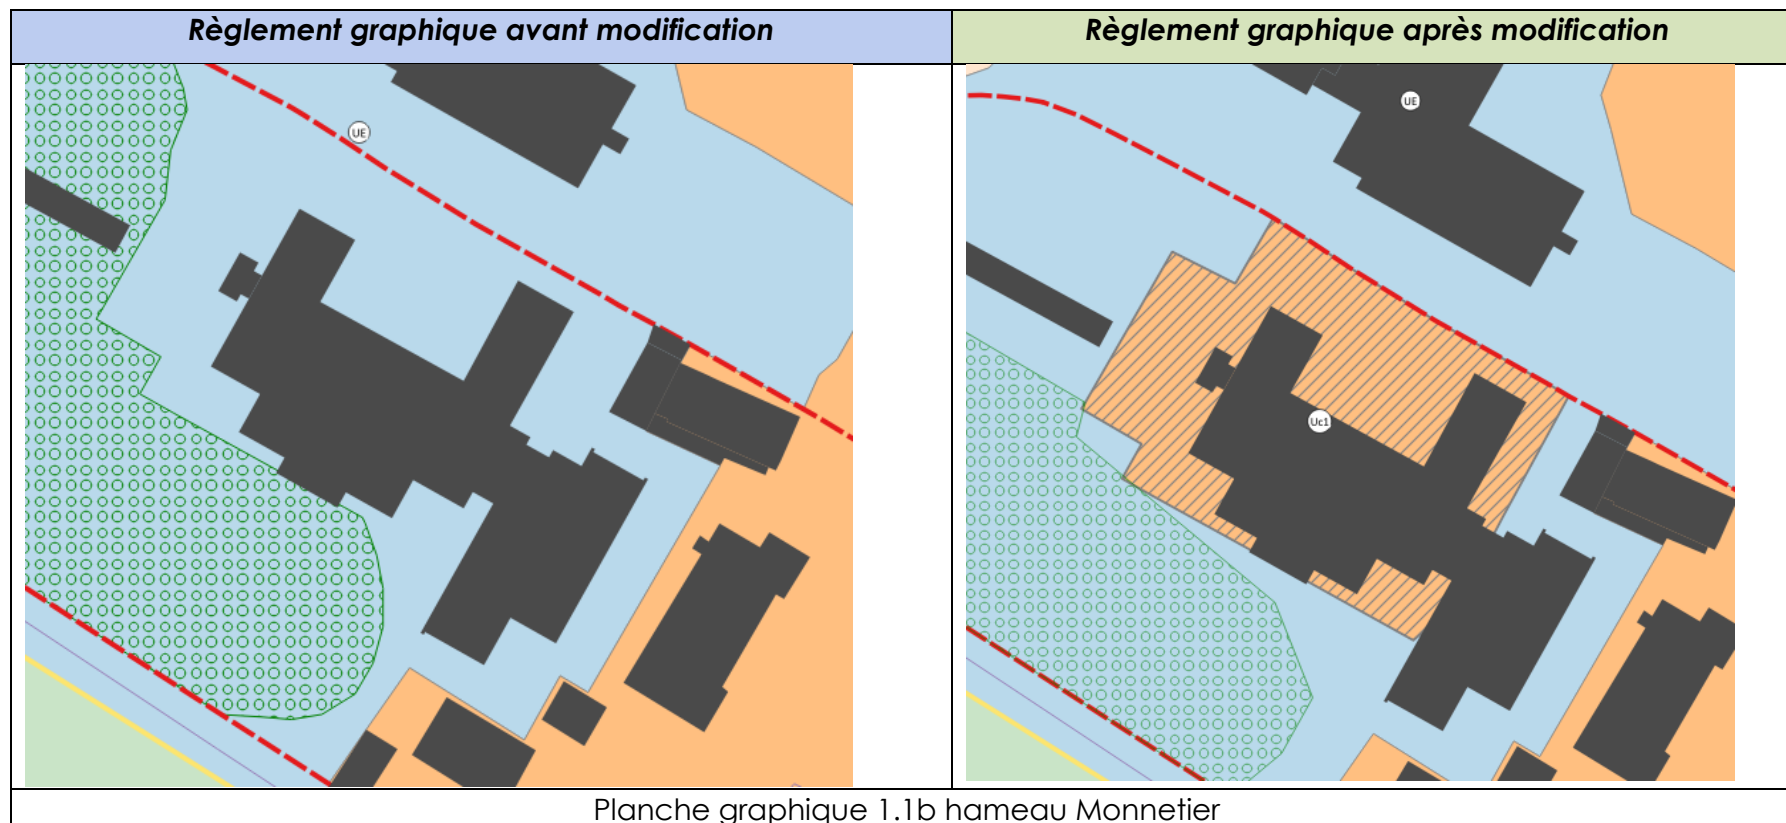 Règlement graphique avant modification
Règlement graphique après modification
UE
UE
Uc1
Planche graphique 1.1b hameau Monnetier